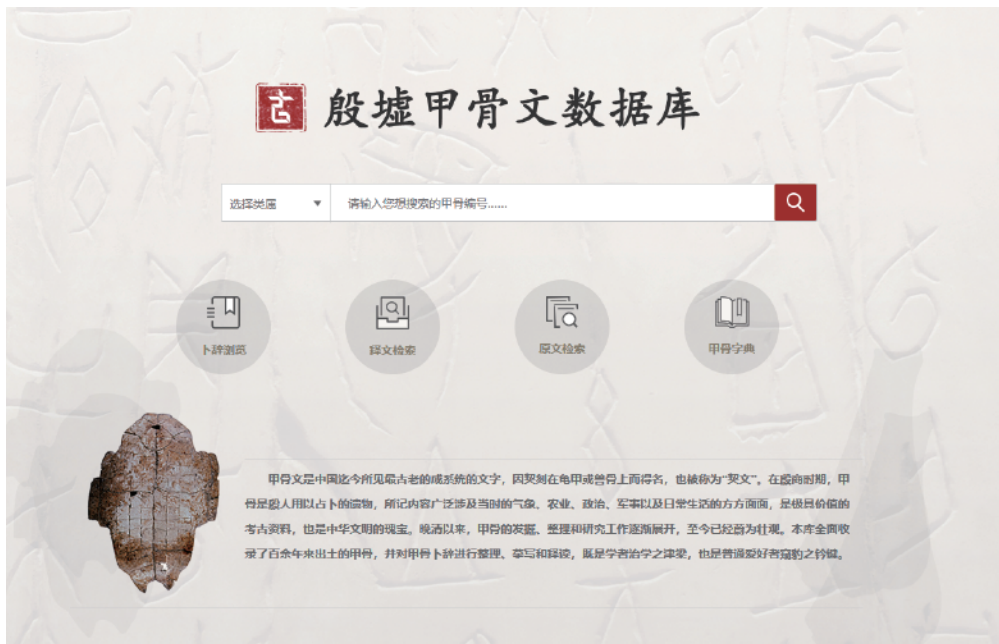 殷墟甲骨文数据库
选择类属
请输入您想搜索的甲骨编号......
卜辞浏览
释文检索
原文检索
甲骨字典
甲骨文是中国迄今所见最古老的成系统的文字，因契刻在龟甲或兽骨上而得名，也被称为“契文”。在殷商时期，甲
骨是殷人用以占卜的遗物，所记内容广泛涉及当时的气象、农业、政治、军事以及日常生活的方方面面，是极具价值的
考古资料，也是中华文明的瑰宝。晚清以来，甲骨的发掘、整理和研究工作逐渐展开，至今已经蔚为壮观。本库全面收
录了百余年来出土的甲骨，并对甲骨卜辞进行整理、摹写和释读，既是学者治学之津梁，也是普通爱好者窥豹之钤键。